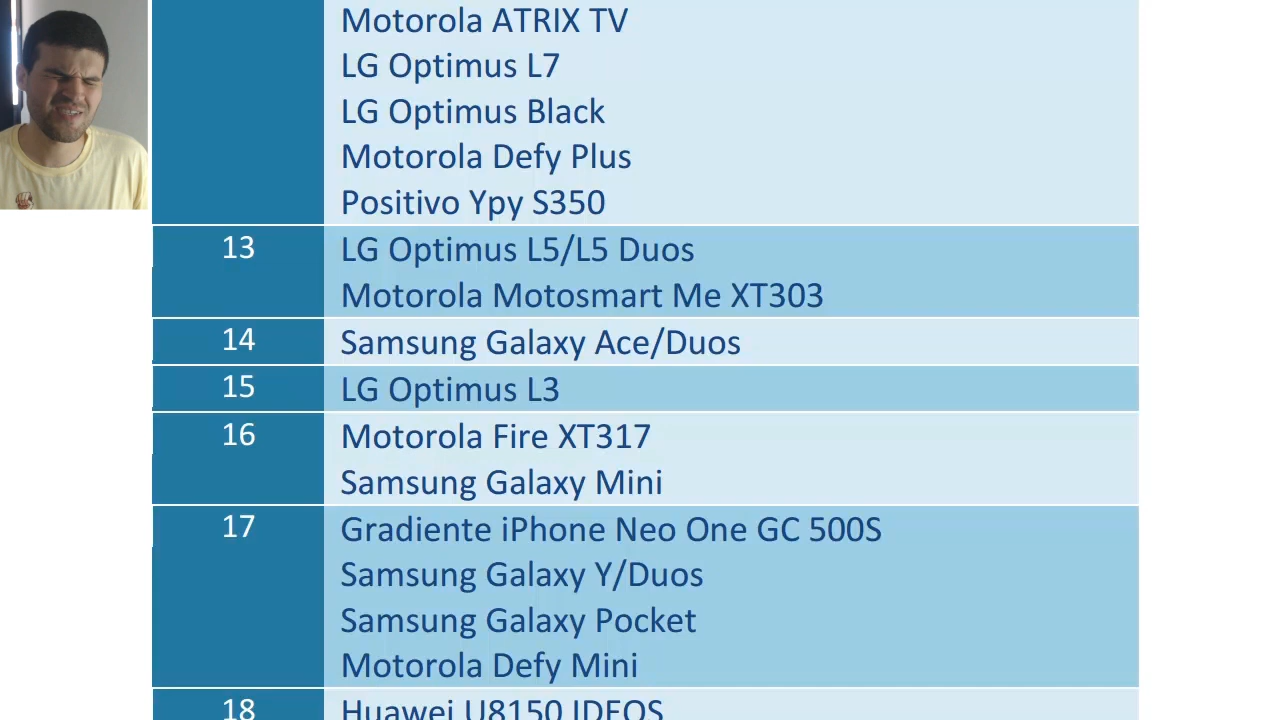 Motorola ATRIX TV
LG Optimus L7
LG Optimus Black
Motorola Defy Plus
Positivo Ypy S350
13 LG Optimus L5/L5 Duos
Motorola Motosmart Me XT303
14 Samsung Galaxy Ace/Duos
15 LG Optimus L3
16 Motorola Fire XT317
Samsung Galaxy Mini
17 Gradiente iPhone Neo One GC 500S
Samsung Galaxy Y/Duos
Samsung Galaxy Pocket
Motorola Defy Mini
18 Huawei U8150 IDEOS